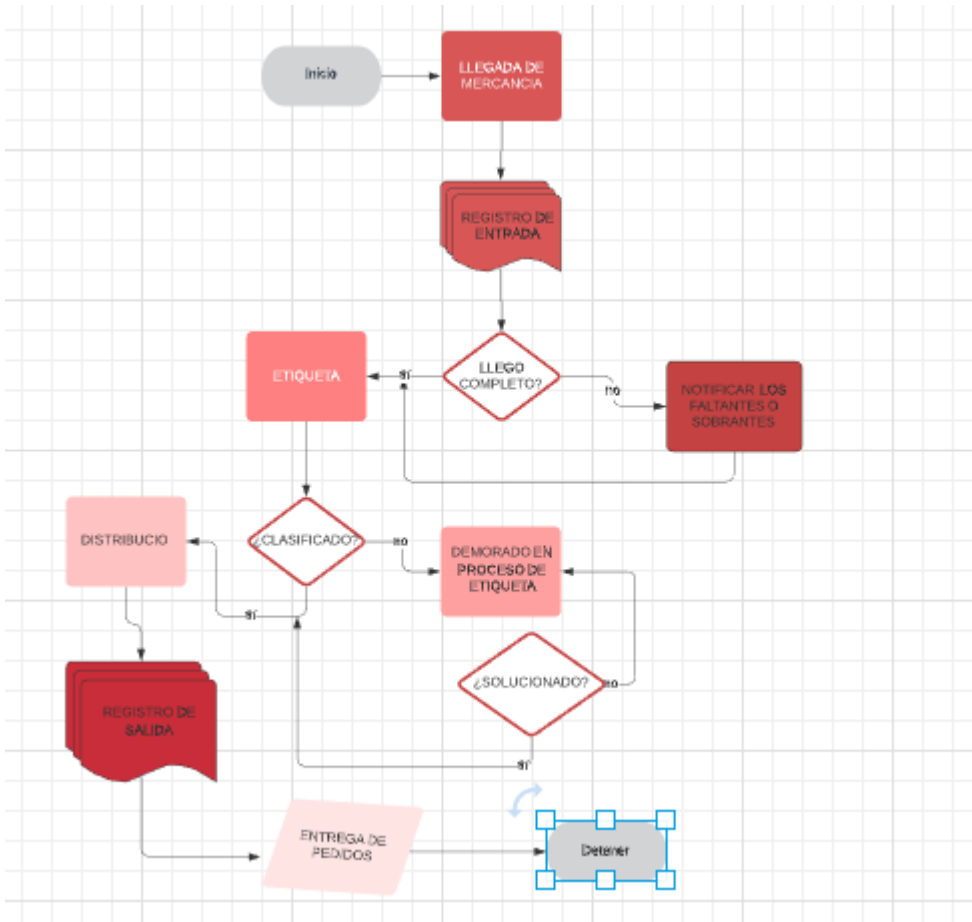 Inicio
LLEGADA DE
MERCANCIA
REGISTRO DE
ENTRADA
LLEGO
COMPLETO?
sí
no
ETIQUETA
NOTIFICAR LOS
FALTANTES O
SOBRANTES
¿CLASIFICADO?
no
DISTRIBUCIO
DEMORADO EN
PROCESO DE
ETIQUETA
sí
¿SOLUCIONADO?
no
REGISTRO DE
SALIDA
sí
ENTREGA DE
PEDIDOS
Detener